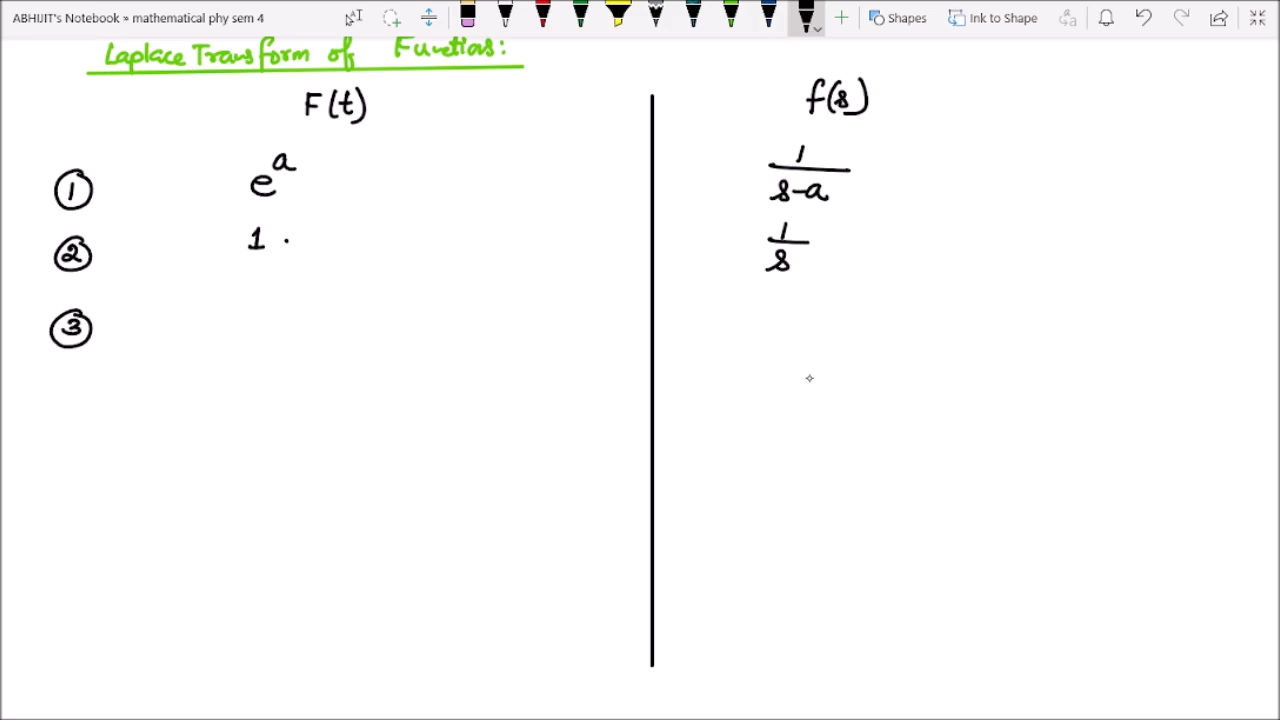 ABHIJIT's Notebook » mathematical phy sem 4
Shapes
Ink to Shape
Laplace Transform of Functios:
F(t) f(s)
① e^a 1/(s-a)
② 1 . 1/s
③